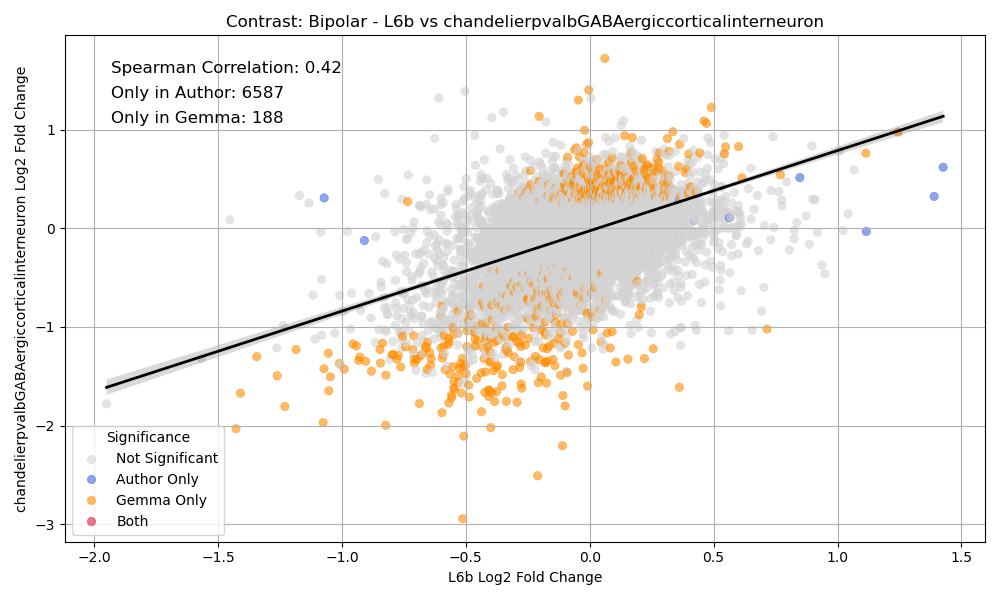 Contrast: Bipolar - L6b vs chandelierpvalbGABAergiccorticalinterneuron
chandelierpvalbGABAergiccorticalinterneuron Log2 Fold Change
Spearman Correlation: 0.42
Only in Author: 6587
Only in Gemma: 188
1
0
−1
−2
−3
Significance
Not Significant
Author Only
Gemma Only
Both
−2.0 −1.5 −1.0 −0.5 0.0 0.5 1.0 1.5
L6b Log2 Fold Change